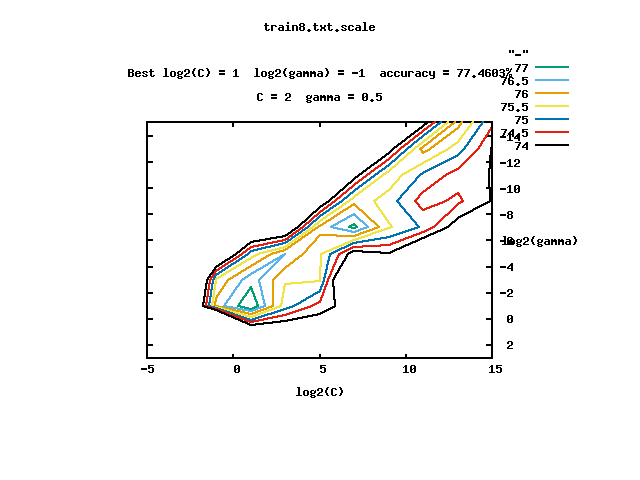 train8.txt.scale
"-"
Best log2(C) = 1  log2(gamma) = -1  accuracy = 77.4603%
77
76.5
C = 2  gamma = 0.5
76
75.5
75
74.5
-14
74
-12
-10
-8
-6
log2(gamma)
-4
-2
0
2
-5 0 5 10 15
log2(C)